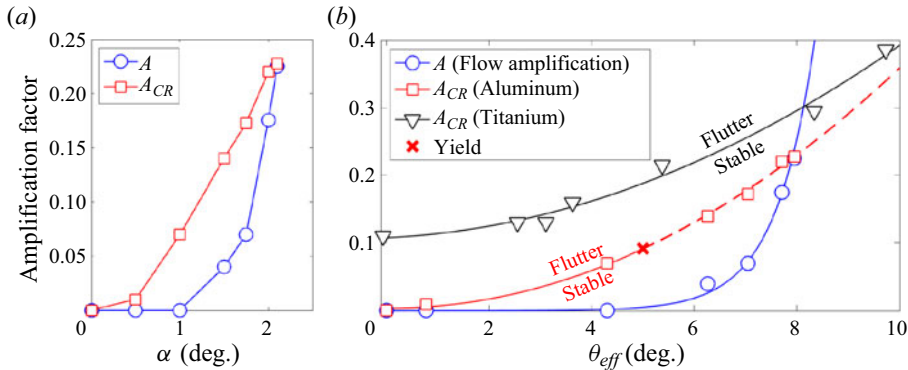 (a)
0.25
0.20
0.15
0.10
0.05
0
1
2
Amplification factor
α (deg.)
A
A_CR
(b)
0.4
0.3
0.2
0.1
0
2
4
6
8
10
θ_eff (deg.)
A (Flow amplification)
A_CR (Aluminum)
A_CR (Titanium)
Yield
Flutter
Stable
Flutter
Stable